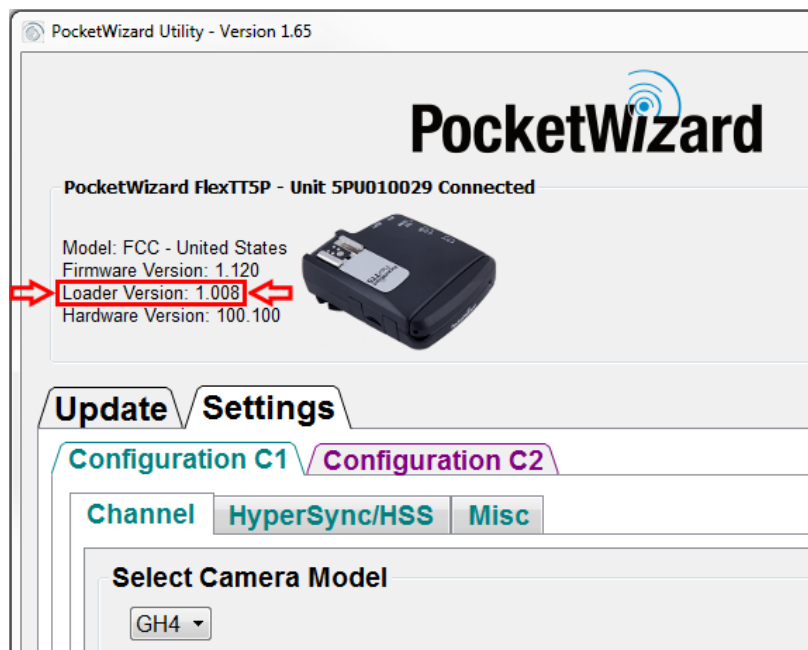 PocketWizard Utility - Version 1.65
PocketWizard
PocketWizard FlexTT5P - Unit 5PU010029 Connected
Model: FCC - United States
Firmware Version: 1.120
Loader Version: 1.008
Hardware Version: 100.100
Update Settings
Configuration C1 Configuration C2
Channel HyperSync/HSS Misc
Select Camera Model
GH4